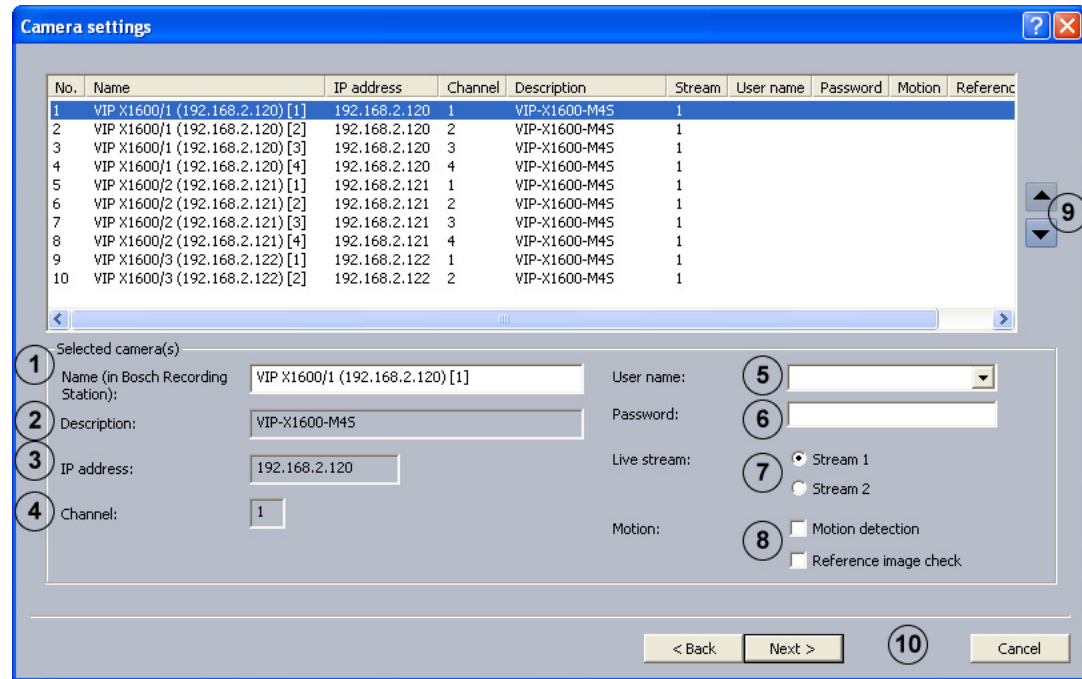 Camera settings
No. Name IP address Channel Description Stream User name Password Motion Referenc
1 VIP X1600/1 (192.168.2.120) [1] 192.168.2.120 1 VIP-X1600-M4S 1
2 VIP X1600/1 (192.168.2.120) [2] 192.168.2.120 2 VIP-X1600-M4S 1
3 VIP X1600/1 (192.168.2.120) [3] 192.168.2.120 3 VIP-X1600-M4S 1
4 VIP X1600/1 (192.168.2.120) [4] 192.168.2.120 4 VIP-X1600-M4S 1
5 VIP X1600/2 (192.168.2.121) [1] 192.168.2.121 1 VIP-X1600-M4S 1
6 VIP X1600/2 (192.168.2.121) [2] 192.168.2.121 2 VIP-X1600-M4S 1
7 VIP X1600/2 (192.168.2.121) [3] 192.168.2.121 3 VIP-X1600-M4S 1
8 VIP X1600/2 (192.168.2.121) [4] 192.168.2.121 4 VIP-X1600-M4S 1
9 VIP X1600/3 (192.168.2.122) [1] 192.168.2.122 1 VIP-X1600-M4S 1
10 VIP X1600/3 (192.168.2.122) [2] 192.168.2.122 2 VIP-X1600-M4S 1
9
Selected camera(s)
1 Name (in Bosch Recording
Station): VIP X1600/1 (192.168.2.120) [1]
2 Description: VIP-X1600-M4S
3 IP address: 192.168.2.120
4 Channel: 1
User name: 5
Password: 6
Live stream: 7 Stream 1
Stream 2
Motion: 8 Motion detection
Reference image check
< Back Next > 10 Cancel